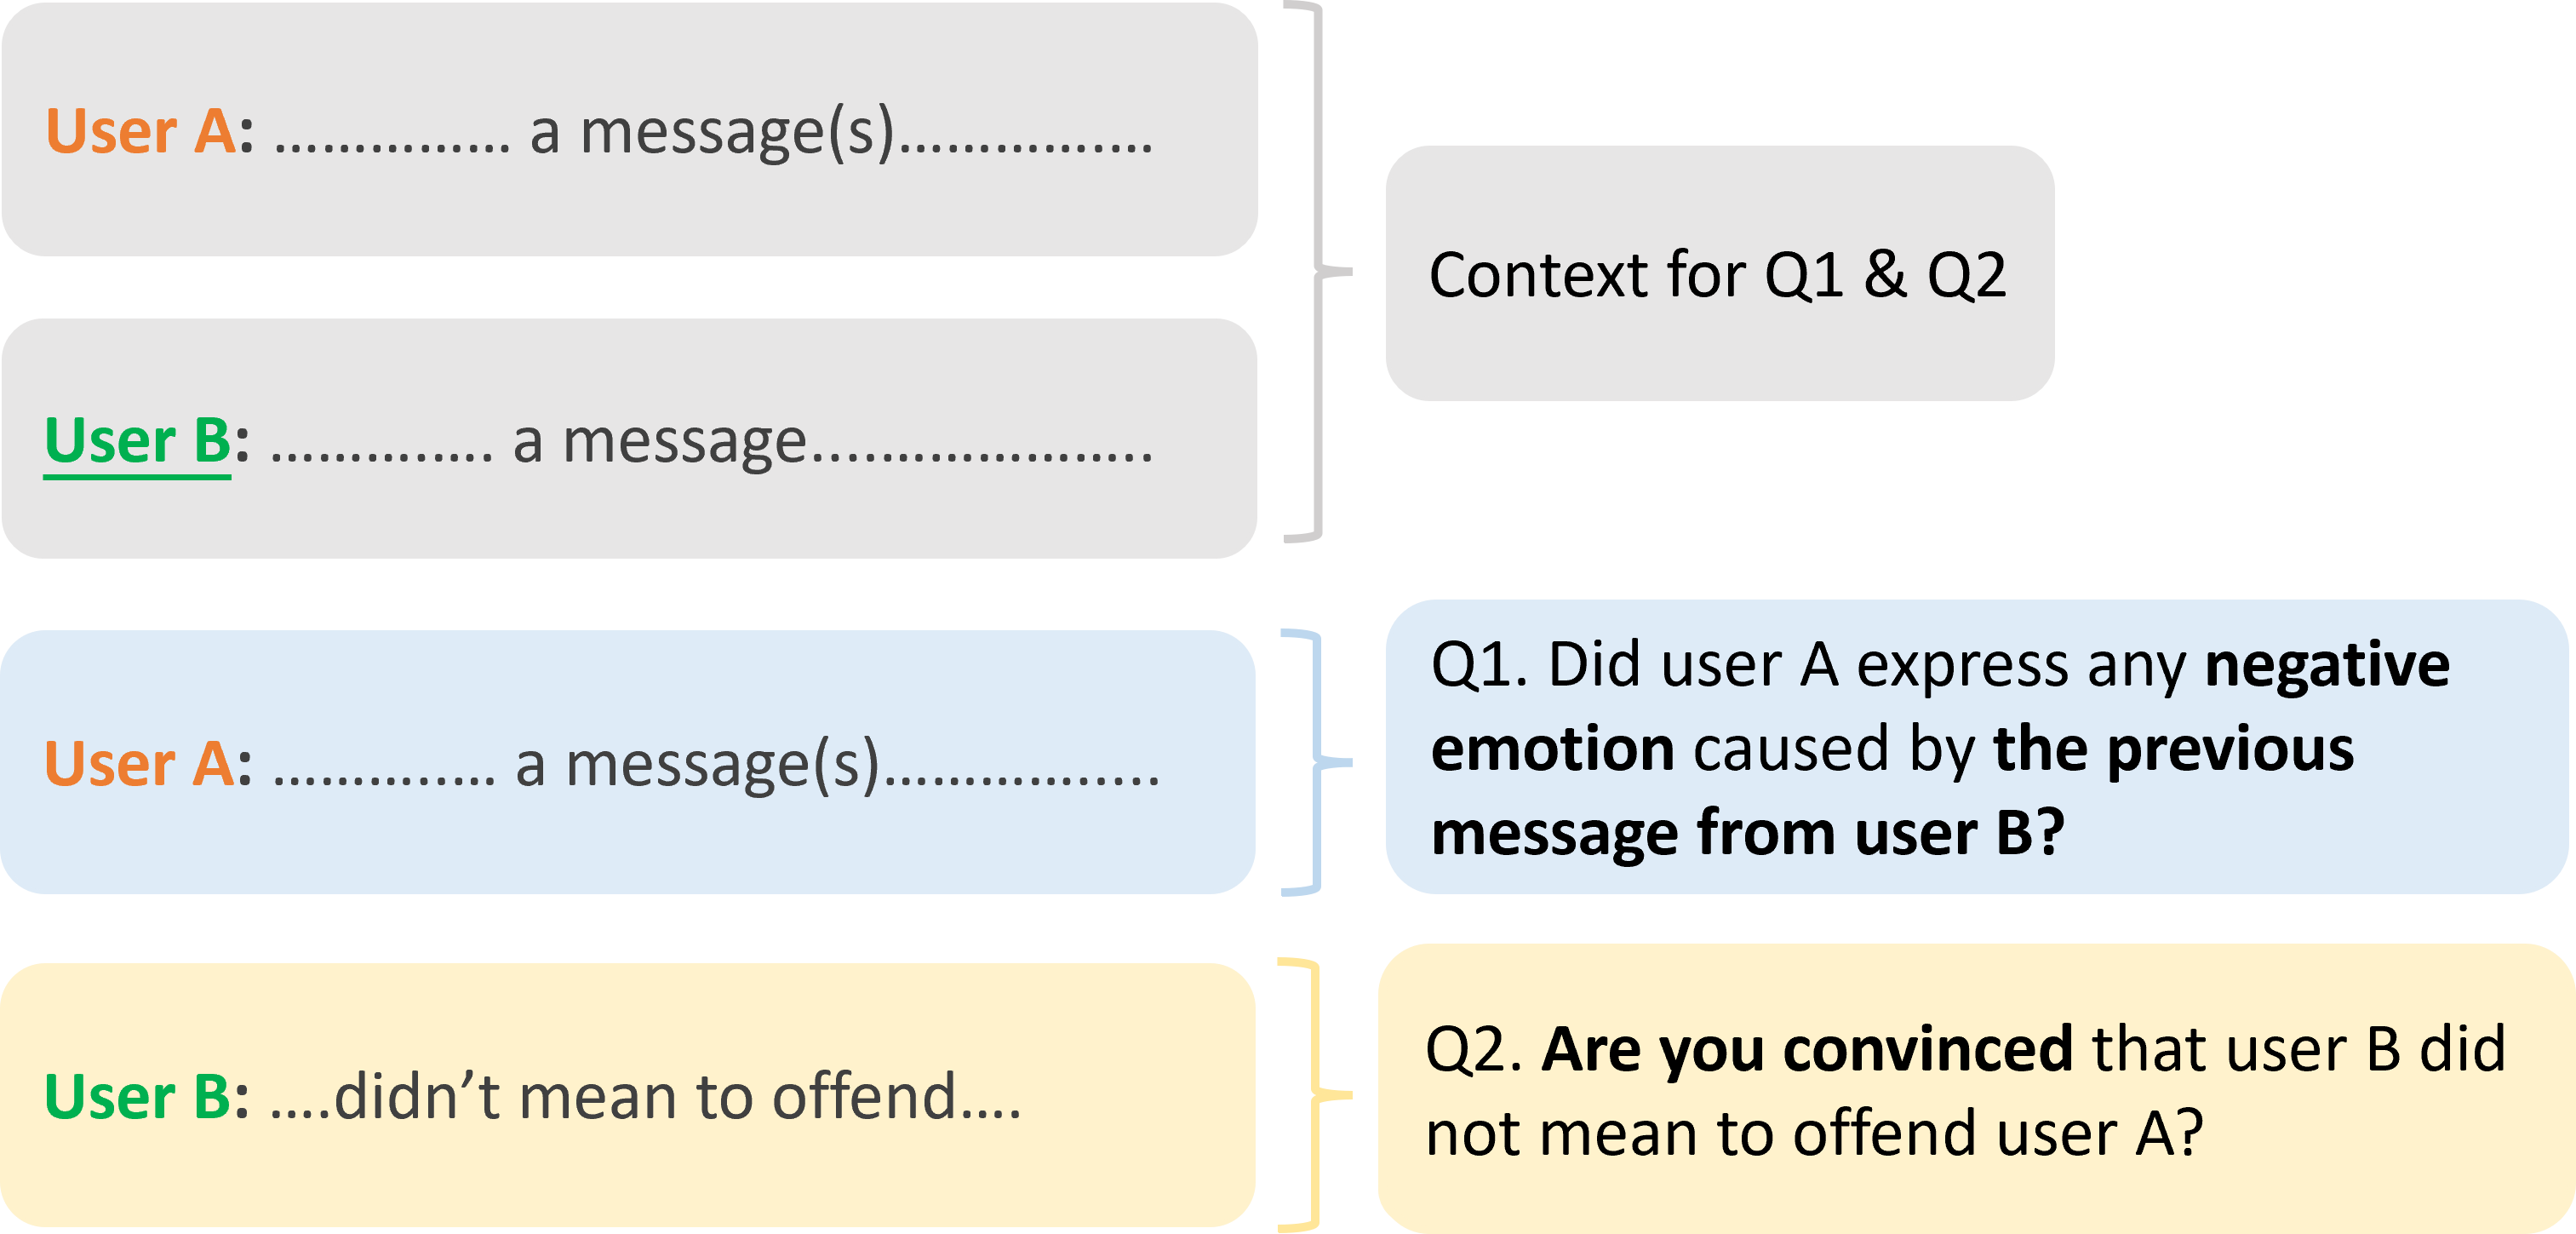 User A: ............... a message(s)................
Context for Q1 & Q2
User B: .............. a message......................
User A: ................ a message(s).................
Q1. Did user A express any negative
emotion caused by the previous
message from user B?
User B: ....didn’t mean to offend....
Q2. Are you convinced that user B did
not mean to offend user A?